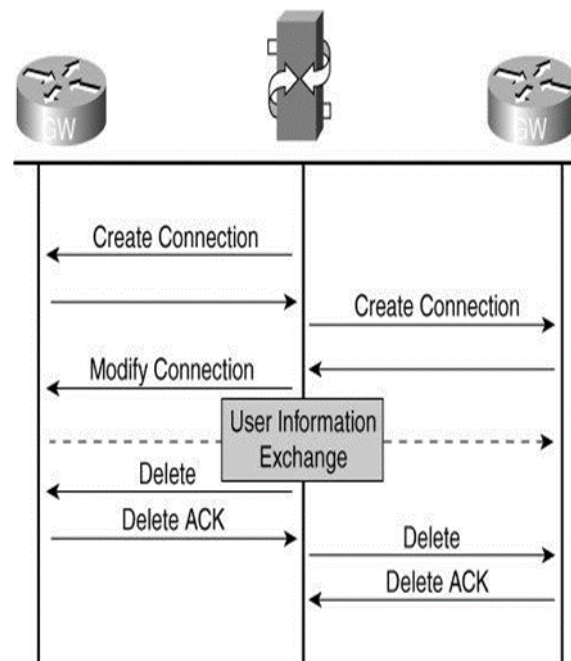 GW
GW
Create Connection
Create Connection
Modify Connection
User Information
Exchange
Delete
Delete ACK
Delete
Delete ACK